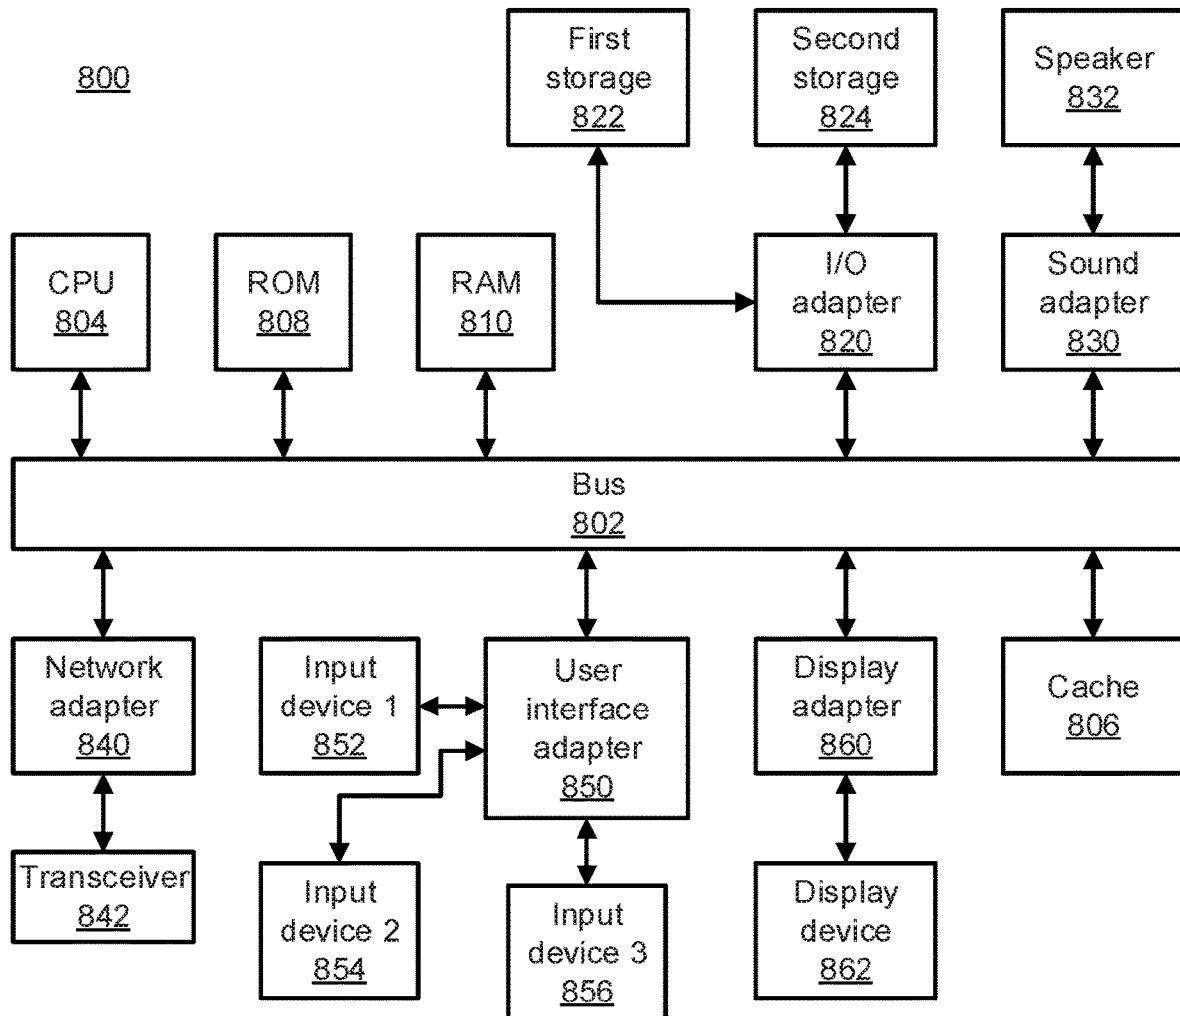 800
First
storage
822
Second
storage
824
Speaker
832
CPU
804
ROM
808
RAM
810
I/O
adapter
820
Sound
adapter
830
Bus
802
Network
adapter
840
Input
device 1
852
User
interface
adapter
850
Display
adapter
860
Cache
806
Transceiver
842
Input
device 2
854
Input
device 3
856
Display
device
862